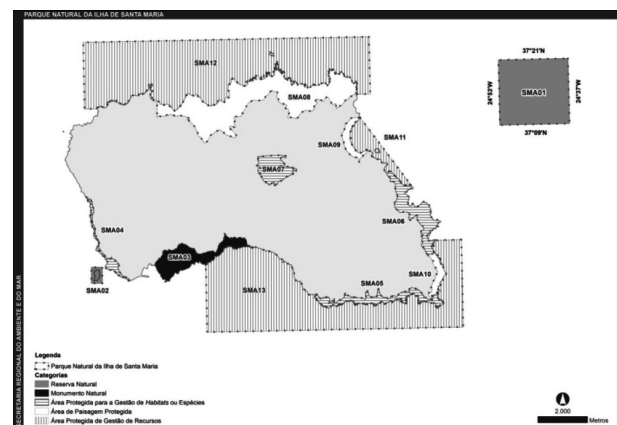 PARQUE NATURAL DA ILHA DE SANTA MARIA
SMA12
37°21'N
24°53'W
SMA01
24°37'W
37°09'N
SMA08
SMA11
SMA09
SMA07
SMA06
SMA04
SMA03
SMA10
SMA02
SMA05
SMA13
SECRETARIA REGIONAL DO AMBIENTE E DO MAR
Legenda
Parque Natural da Ilha de Santa Maria
Categorias
Reserva Natural
Monumento Natural
Área Protegida para a Gestão de Habitats ou Espécies
Área de Paisagem Protegida
Área Protegida de Gestão de Recursos
2.000
Metros